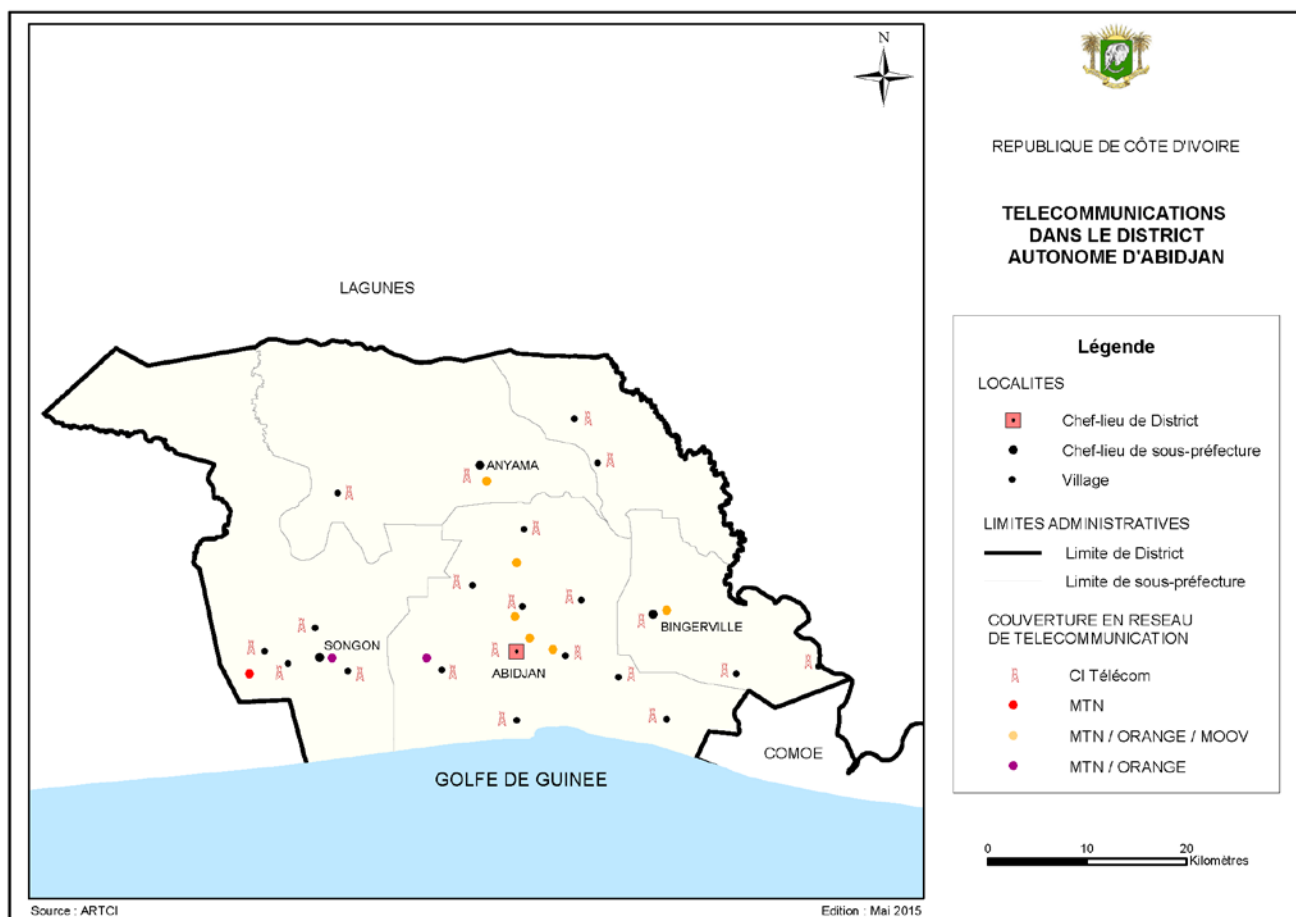 N
LAGUNES
ANYAMA
BINGERVILLE
SONGON
ABIDJAN
COMOE
GOLFE DE GUINEE
Source : ARTCI
Edition : Mai 2015
REPUBLIQUE DE CÔTE D'IVOIRE
TELECOMMUNICATIONS
DANS LE DISTRICT
AUTONOME D'ABIDJAN
Légende
LOCALITES
Chef-lieu de District
Chef-lieu de sous-préfecture
Village
LIMITES ADMINISTRATIVES
Limite de District
Limite de sous-préfecture
COUVERTURE EN RESEAU
DE TELECOMMUNICATION
CI Télécom
MTN
MTN / ORANGE / MOOV
MTN / ORANGE
0 10 20
Kilomètres